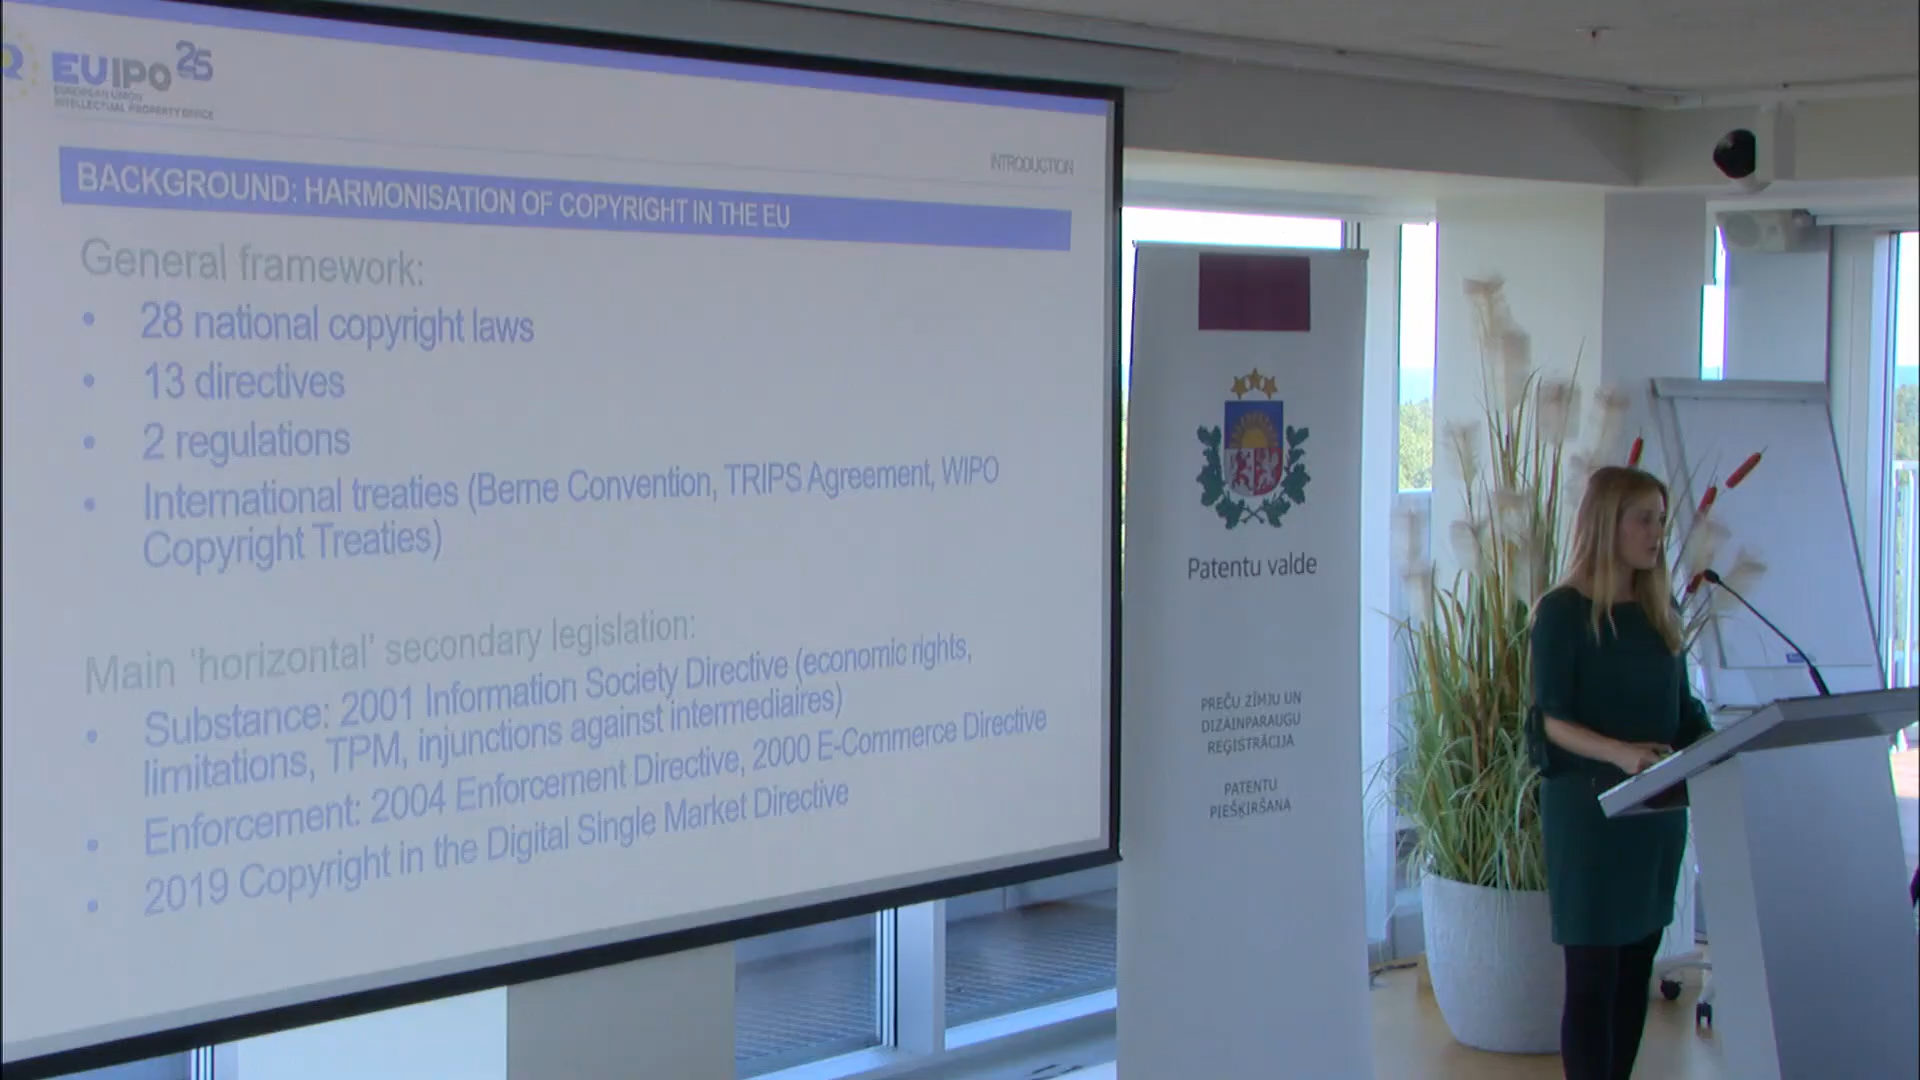 EUIPO 25
EUROPEAN UNION
INTELLECTUAL PROPERTY OFFICE
INTRODUCTION
BACKGROUND: HARMONISATION OF COPYRIGHT IN THE EU
General framework:
• 28 national copyright laws
• 13 directives
• 2 regulations
• International treaties (Berne Convention, TRIPS Agreement, WIPO
Copyright Treaties)
Main 'horizontal' secondary legislation:
• Substance: 2001 Information Society Directive (economic rights,
limitations, TPM, injunctions against intermediaires)
• Enforcement: 2004 Enforcement Directive, 2000 E-Commerce Directive
• 2019 Copyright in the Digital Single Market Directive
Patentu valde
PREČU ZĪMJU UN
DIZAINPARAUGU
REĢISTRĀCIJA
PATENTU
PIEŠĶIRŠANA